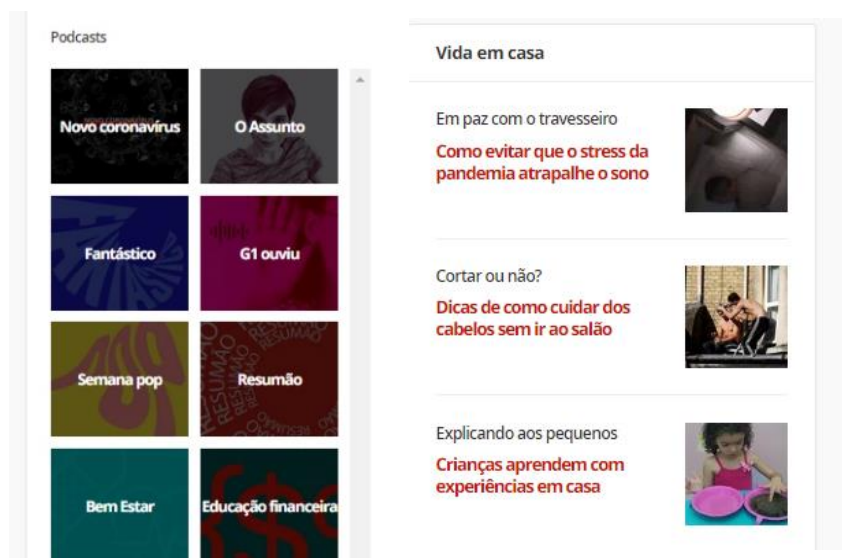 Podcasts
Novo coronavírus
O Assunto
Fantástico
G1 ouviu
Semana pop
Resumão
Bem Estar
Educação financeira
Vida em casa
Em paz com o travesseiro
Como evitar que o stress da
pandemia atrapalhe o sono
Cortar ou não?
Dicas de como cuidar dos
cabelos sem ir ao salão
Explicando aos pequenos
Crianças aprendem com
experiências em casa